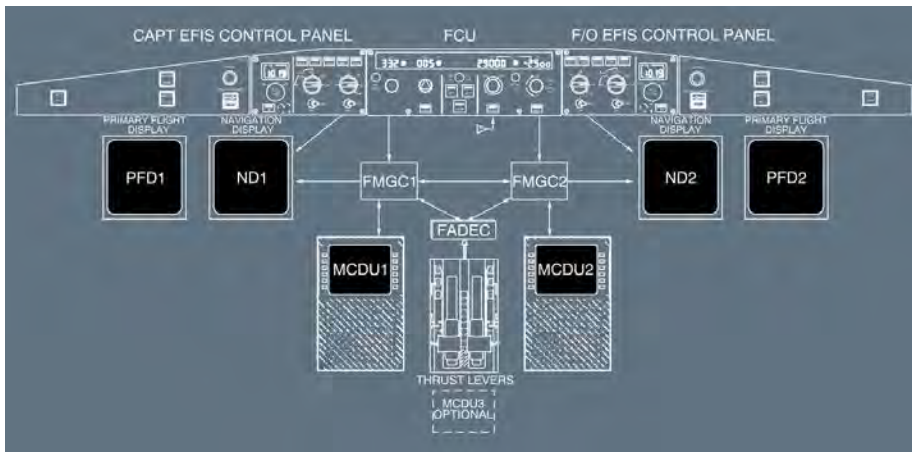 CAPT EFIS CONTROL PANEL
FCU
F/O EFIS CONTROL PANEL
PRIMARY FLIGHT
DISPLAY
NAVIGATION
DISPLAY
NAVIGATION
DISPLAY
PRIMARY FLIGHT
DISPLAY
PFD1
ND1
FMGC1
FMGC2
ND2
PFD2
FADEC
MCDU1
MCDU2
THRUST LEVERS
MCDU3
OPTIONAL